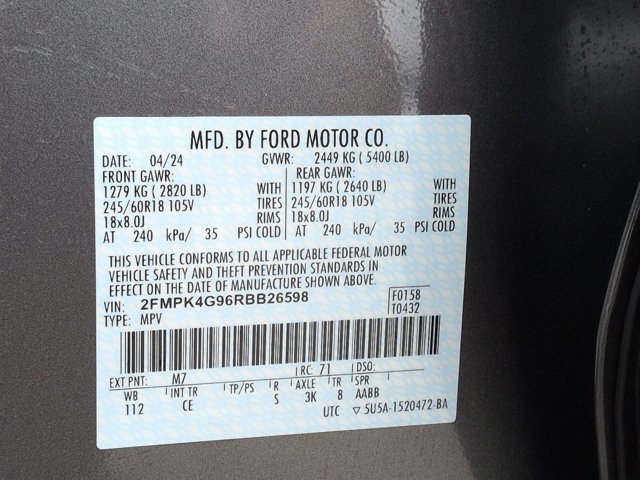 MFD. BY FORD MOTOR CO.
DATE: 04/24 GVWR: 2449 KG ( 5400 LB)
FRONT GAWR: REAR GAWR:
1279 KG ( 2820 LB) WITH 1197 KG ( 2640 LB) WITH
245/60R18 105V TIRES 245/60R18 105V TIRES
18x8.0J RIMS 18x8.0J RIMS
AT 240 kPa/ 35 PSI COLD AT 240 kPa/ 35 PSI COLD
THIS VEHICLE CONFORMS TO ALL APPLICABLE FEDERAL MOTOR
VEHICLE SAFETY AND THEFT PREVENTION STANDARDS IN
EFFECT ON THE DATE OF MANUFACTURE SHOWN ABOVE.
VIN: 2FMPK4G96RBB26598 F0158
TYPE: MPV T0432
EXT PNT: M7 RC: 71 DSO:
WB INT TR TP/PS R AXLE TR SPR
112 CE S 3K 8 AABB
UTC ▽ 5U5A-1520472-BA